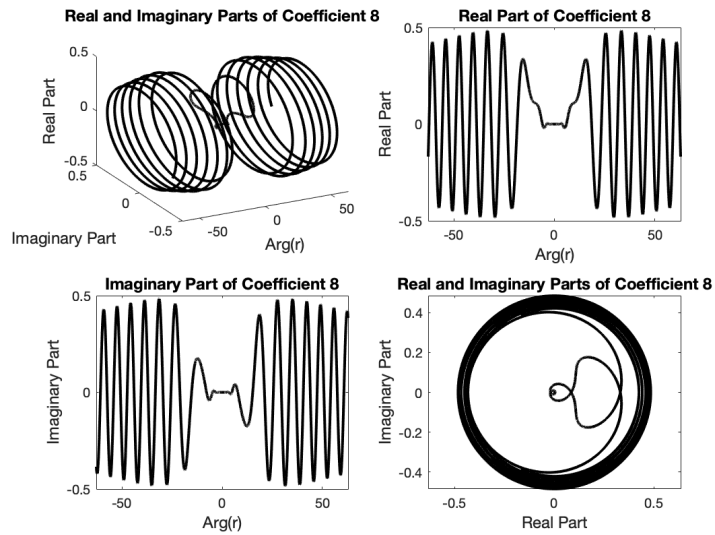 Real and Imaginary Parts of Coefficient 8
0.5
0
-0.5
Real Part
0.5
0
-0.5
Imaginary Part
-50
0
50
Arg(r)
Real Part of Coefficient 8
0.5
0
-0.5
Real Part
-50
0
50
Arg(r)
Imaginary Part of Coefficient 8
0.5
0
-0.5
Imaginary Part
-50
0
50
Arg(r)
Real and Imaginary Parts of Coefficient 8
0.4
0.2
0
-0.2
-0.4
Imaginary Part
-0.5
0
0.5
Real Part